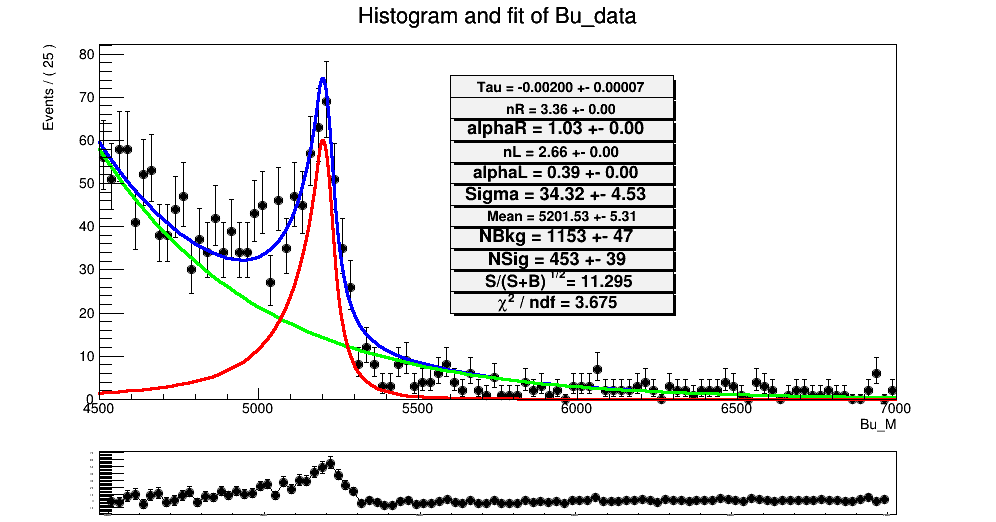 Histogram and fit of Bu_data
Events / ( 25 )
80
70
60
50
40
30
20
10
0
4500 5000 5500 6000 6500 7000
Bu_M
Tau = -0.00200 +- 0.00007
nR = 3.36 +- 0.00
alphaR = 1.03 +- 0.00
nL = 2.66 +- 0.00
alphaL = 0.39 +- 0.00
Sigma = 34.32 +- 4.53
Mean = 5201.53 +- 5.31
NBkg = 1153 +- 47
NSig = 453 +- 39
S/(S+B)^1/2 = 11.295
χ² / ndf = 3.675